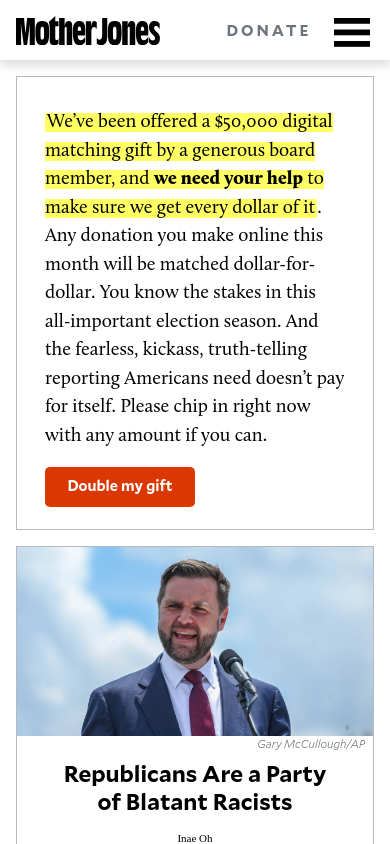 Mother Jones
DONATE
We've been offered a $50,000 digital
matching gift by a generous board
member, and we need your help to
make sure we get every dollar of it.
Any donation you make online this
month will be matched dollar-for-
dollar. You know the stakes in this
all-important election season. And
the fearless, kickass, truth-telling
reporting Americans need doesn't pay
for itself. Please chip in right now
with any amount if you can.
Double my gift
Gary McCullough/AP
Republicans Are a Party
of Blatant Racists
Inae Oh